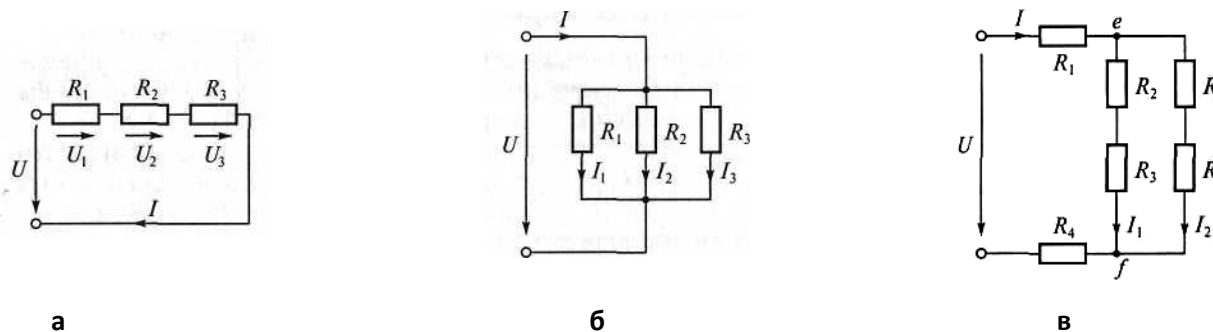 R₁ R₂ R₃
U₁ U₂ U₃
U
I
а
I
U
R₁ R₂ R₃
I₁ I₂ I₃
б
I
R₁
e
R₂ R
U
R₃ R
R₄
I₁ I₂
f
в